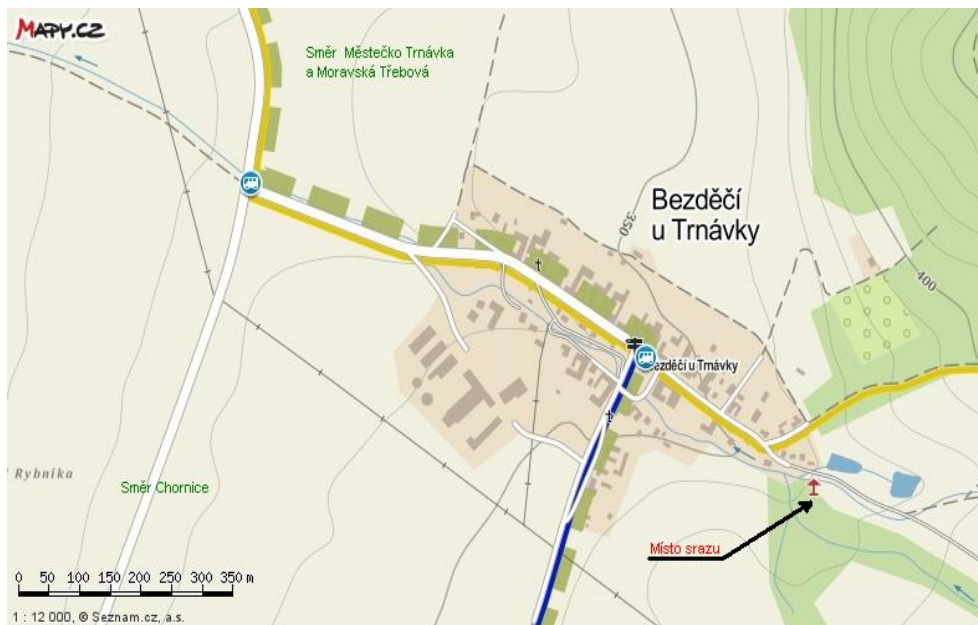 MAPY.CZ
Směr Městečko Trnávka
a Moravská Třebová
Bezděčí
u Trnávky
350
400
Bezděčí u Trnávky
Rybníka
Směr Chornice
Místo srazu
0 50 100 150 200 250 300 350 m
1 : 12 000, © Seznam.cz, a.s.